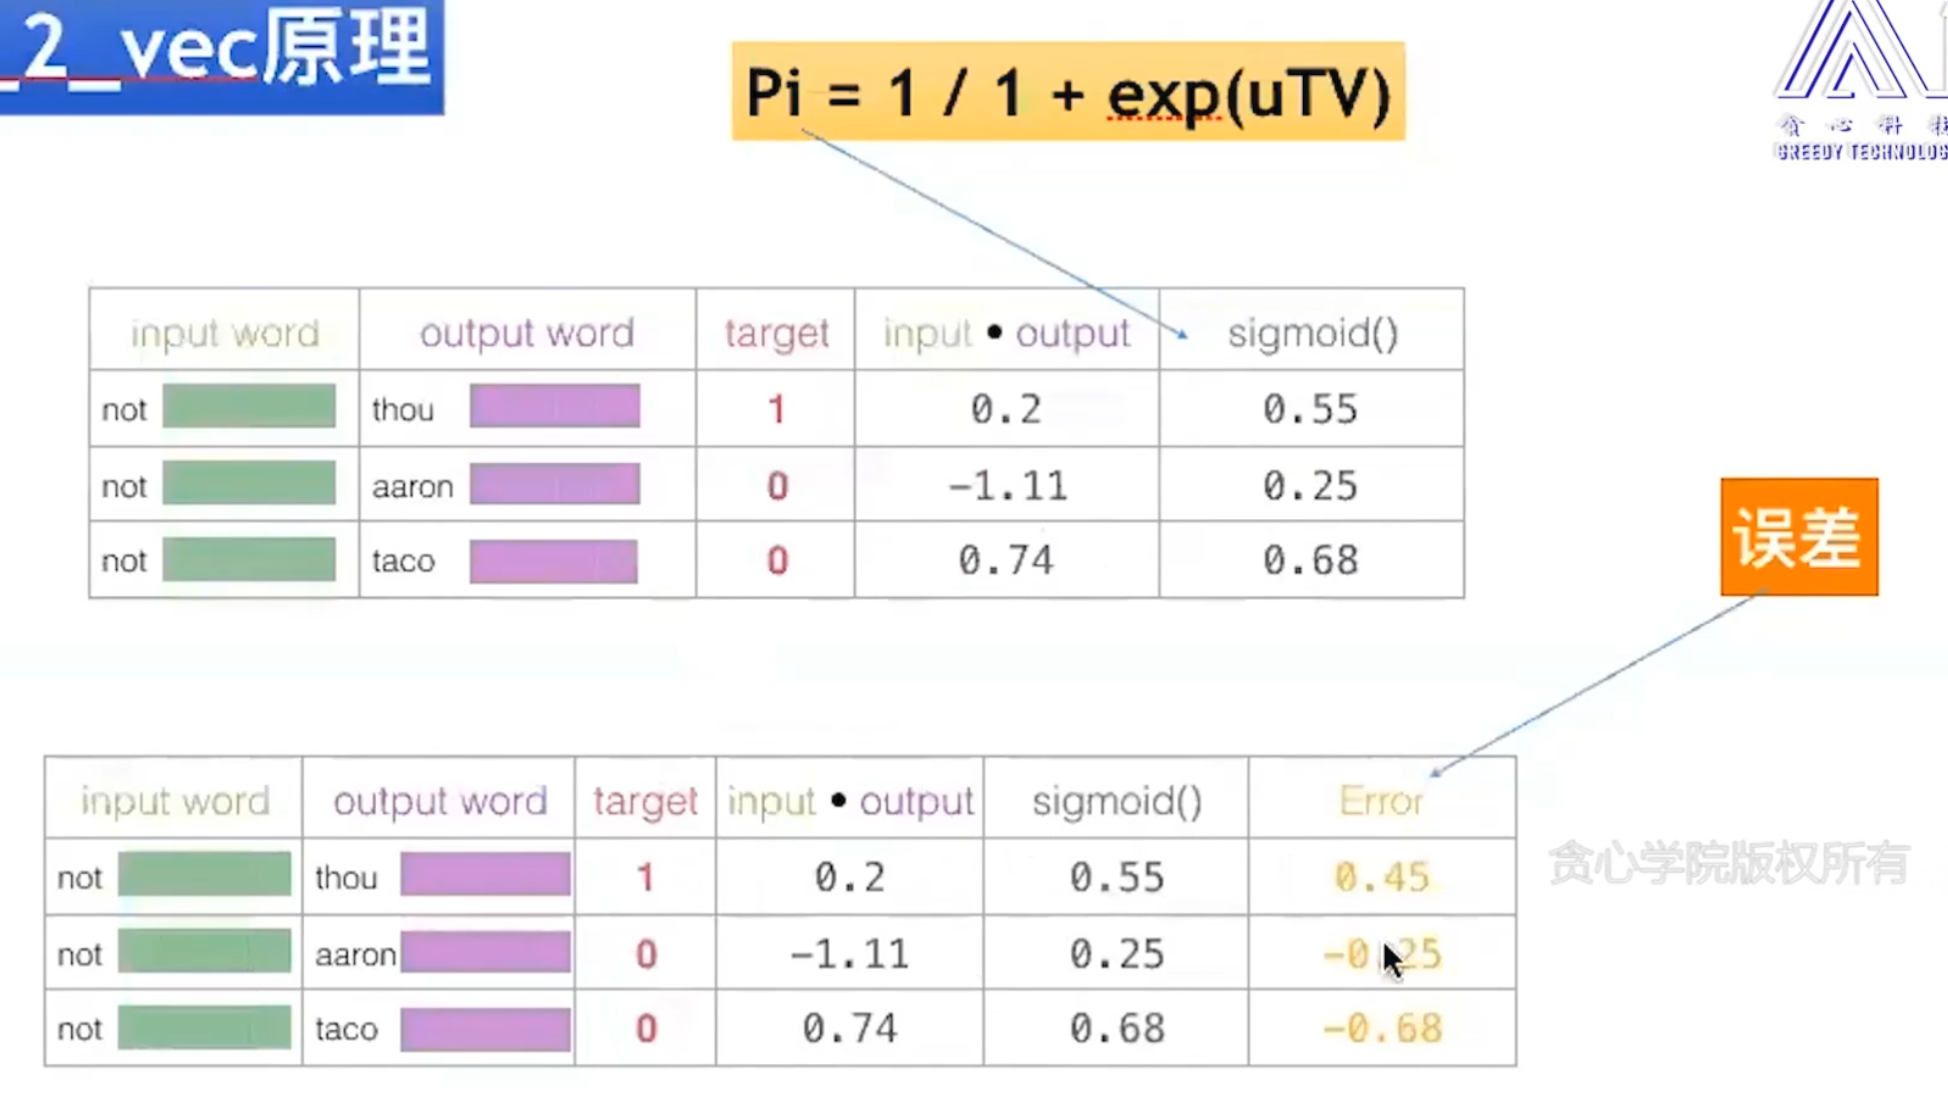 _2_vec原理
Pi = 1 / 1 + exp(uTV)
贪心科
GREEDY TECHNOLOG
input word output word target input • output sigmoid()
not thou 1 0.2 0.55
not aaron 0 -1.11 0.25
not taco 0 0.74 0.68
误差
input word output word target input • output sigmoid() Error
not thou 1 0.2 0.55 0.45
not aaron 0 -1.11 0.25 -0.25
not taco 0 0.74 0.68 -0.68
贪心学院版权所有